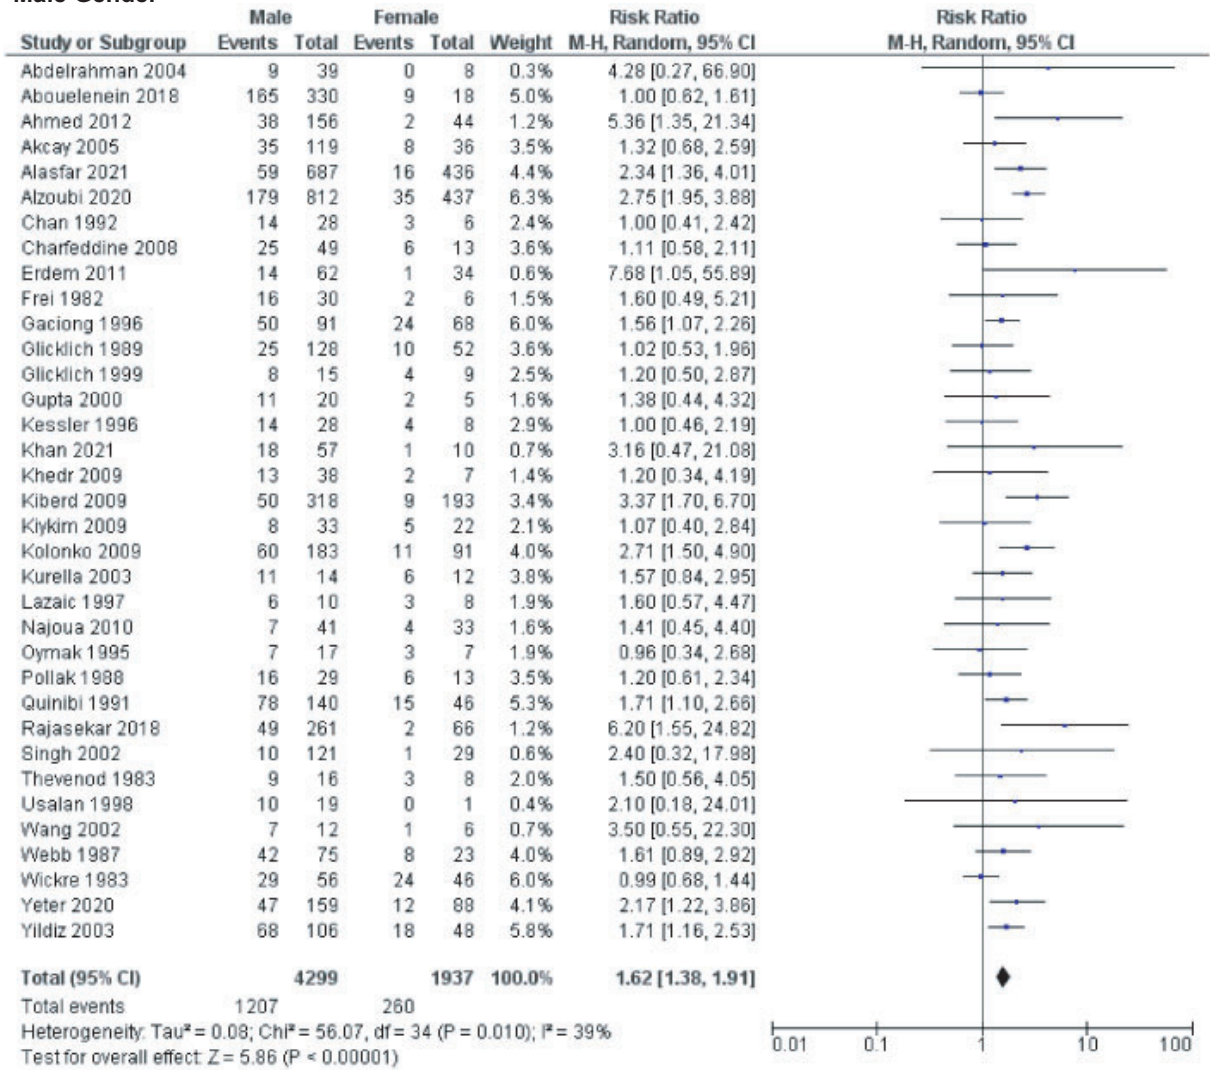 Male Gender
Male Female Risk Ratio Risk Ratio
Study or Subgroup Events Total Events Total Weight M-H, Random, 95% CI M-H, Random, 95% CI
Abdelrahman 2004 9 39 0 8 0.3% 4.28 [0.27, 66.90]
Abouelenein 2018 165 330 9 18 5.0% 1.00 [0.62, 1.61]
Ahmed 2012 38 156 2 44 1.2% 5.36 [1.35, 21.34]
Akcay 2005 35 119 8 36 3.5% 1.32 [0.68, 2.59]
Alasfar 2021 59 687 16 436 4.4% 2.34 [1.36, 4.01]
Alzoubi 2020 179 812 35 437 6.3% 2.75 [1.95, 3.88]
Chan 1992 14 28 3 6 2.4% 1.00 [0.41, 2.42]
Charfeddine 2008 25 49 6 13 3.6% 1.11 [0.58, 2.11]
Erdem 2011 14 62 1 34 0.6% 7.68 [1.05, 55.89]
Frei 1982 16 30 2 6 1.5% 1.60 [0.49, 5.21]
Gaciong 1996 50 91 24 68 6.0% 1.56 [1.07, 2.26]
Glicklich 1989 25 128 10 52 3.6% 1.02 [0.53, 1.96]
Glicklich 1999 8 15 4 9 2.5% 1.20 [0.50, 2.87]
Gupta 2000 11 20 2 5 1.6% 1.38 [0.44, 4.32]
Kessler 1996 14 28 4 8 2.9% 1.00 [0.46, 2.19]
Khan 2021 18 57 1 10 0.7% 3.16 [0.47, 21.08]
Khedr 2009 13 38 2 7 1.4% 1.20 [0.34, 4.19]
Kiberd 2009 50 318 9 193 3.4% 3.37 [1.70, 6.70]
Kiykim 2009 8 33 5 22 2.1% 1.07 [0.40, 2.84]
Kolonko 2009 60 183 11 91 4.0% 2.71 [1.50, 4.90]
Kurella 2003 11 14 6 12 3.8% 1.57 [0.84, 2.95]
Lazaic 1997 6 10 3 8 1.9% 1.60 [0.57, 4.47]
Najoua 2010 7 41 4 33 1.6% 1.41 [0.45, 4.40]
Oymak 1995 7 17 3 7 1.9% 0.96 [0.34, 2.68]
Pollak 1988 16 29 6 13 3.5% 1.20 [0.61, 2.34]
Quinibi 1991 78 140 15 46 5.3% 1.71 [1.10, 2.66]
Rajasekar 2018 49 261 2 66 1.2% 6.20 [1.55, 24.82]
Singh 2002 10 121 1 29 0.6% 2.40 [0.32, 17.98]
Thevenod 1983 9 16 3 8 2.0% 1.50 [0.56, 4.05]
Usalan 1998 10 19 0 1 0.4% 2.10 [0.18, 24.01]
Wang 2002 7 12 1 6 0.7% 3.50 [0.55, 22.30]
Webb 1987 42 75 8 23 4.0% 1.61 [0.89, 2.92]
Wickre 1983 29 56 24 46 6.0% 0.99 [0.68, 1.44]
Yeter 2020 47 159 12 88 4.1% 2.17 [1.22, 3.86]
Yildiz 2003 68 106 18 48 5.8% 1.71 [1.16, 2.53]
Total (95% CI) 4299 1937 100.0% 1.62 [1.38, 1.91]
Total events 1207 260
Heterogeneity: Tau² = 0.08; Chi² = 56.07, df = 34 (P = 0.010); I² = 39%
Test for overall effect: Z = 5.86 (P < 0.00001)
0.01 0.1 1 10 100